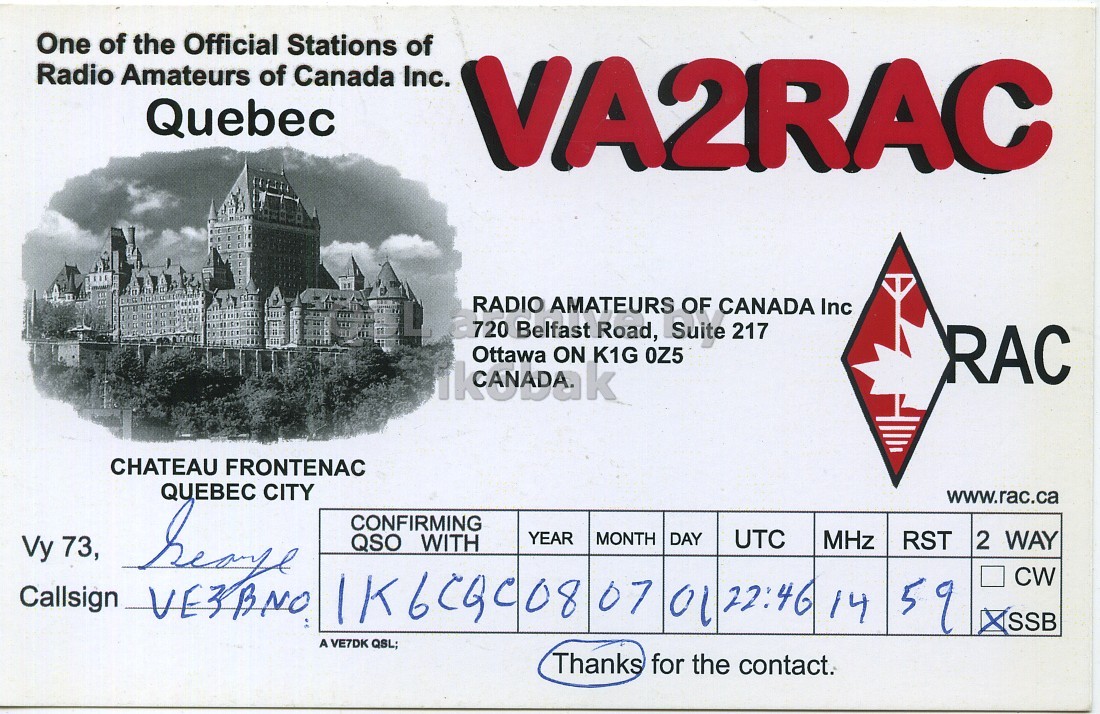 One of the Official Stations of
Radio Amateurs of Canada Inc.
Quebec
VA2RAC
RADIO AMATEURS OF CANADA Inc
720 Belfast Road, Suite 217
Ottawa ON K1G 0Z5
CANADA.
RAC
www.rac.ca
CHATEAU FRONTENAC
QUEBEC CITY
Vy 73, George
Callsign VE3BNO
CONFIRMING QSO WITH YEAR MONTH DAY UTC MHz RST 2 WAY
IK6CQC 08 07 01 22:46 14 59
CW
X SSB
A VE7DK QSL;
Thanks for the contact.
archive by